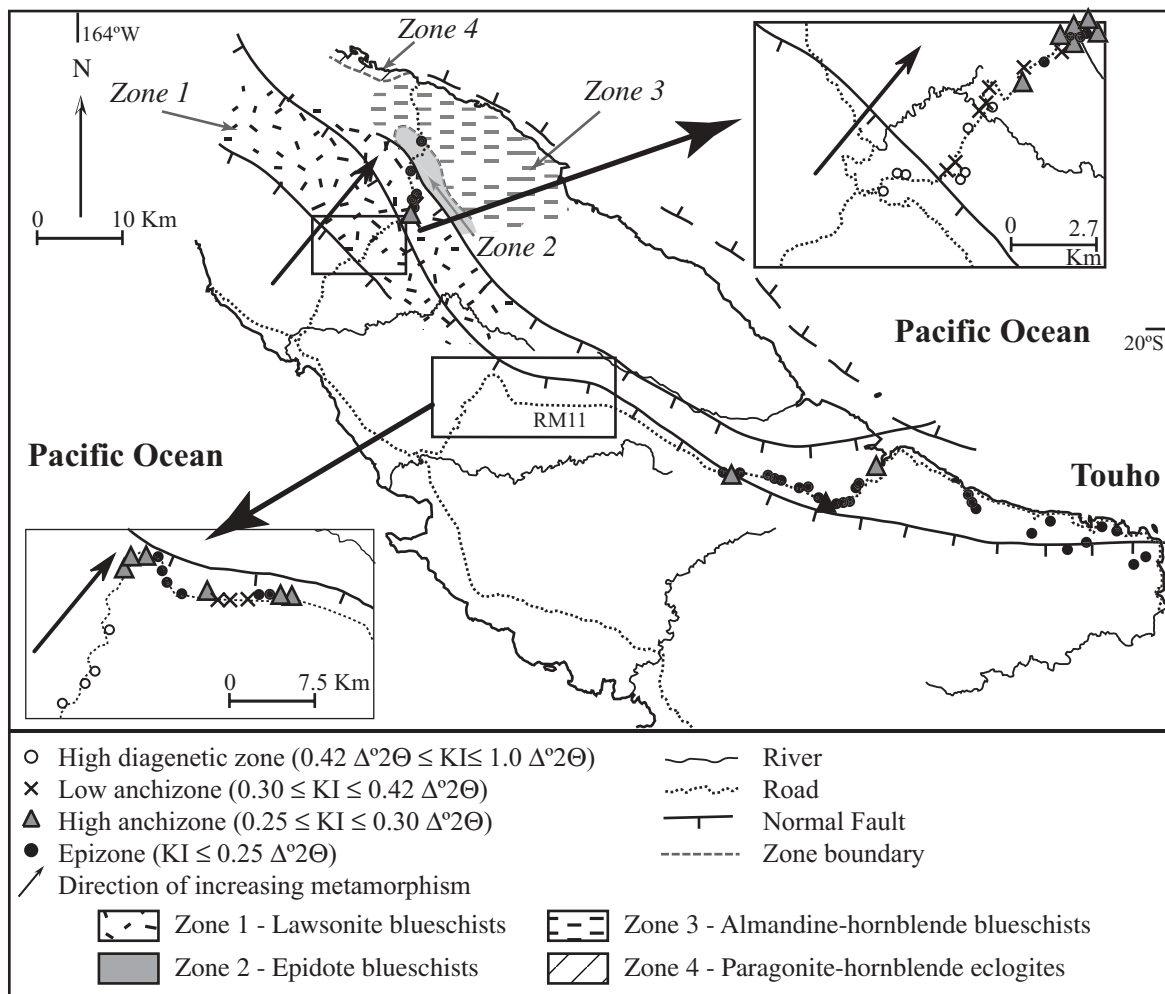 164ºW
N
Zone 4
Zone 1
Zone 3
0 10 Km
Zone 2
0 2.7
Km
Pacific Ocean
20ºS
RM11
Pacific Ocean
Touho
0 7.5 Km
High diagenetic zone (0.42 Δº2Θ ≤ KI≤ 1.0 Δº2Θ)
Low anchizone (0.30 ≤ KI ≤ 0.42 Δº2Θ)
High anchizone (0.25 ≤ KI ≤ 0.30 Δº2Θ)
Epizone (KI ≤ 0.25 Δº2Θ)
Direction of increasing metamorphism
River
Road
Normal Fault
Zone boundary
Zone 1 - Lawsonite blueschists
Zone 2 - Epidote blueschists
Zone 3 - Almandine-hornblende blueschists
Zone 4 - Paragonite-hornblende eclogites